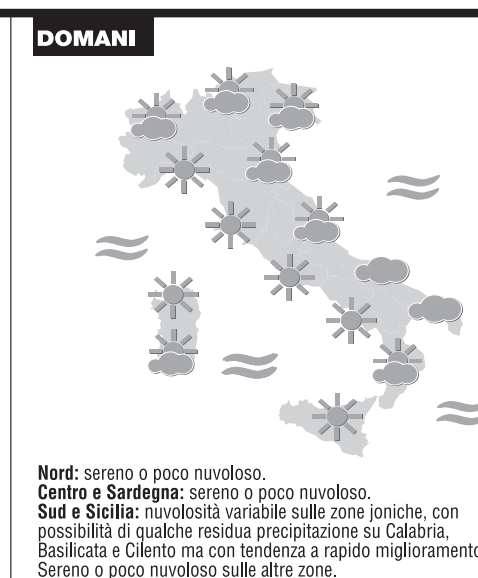 DOMANI
Nord: sereno o poco nuvoloso.
Centro e Sardegna: sereno o poco nuvoloso.
Sud e Sicilia: nuvolosità variabile sulle zone joniche, con
possibilità di qualche residua precipitazione su Calabria,
Basilicata e Cilento ma con tendenza a rapido miglioramento
Sereno o poco nuvoloso sulle altre zone.